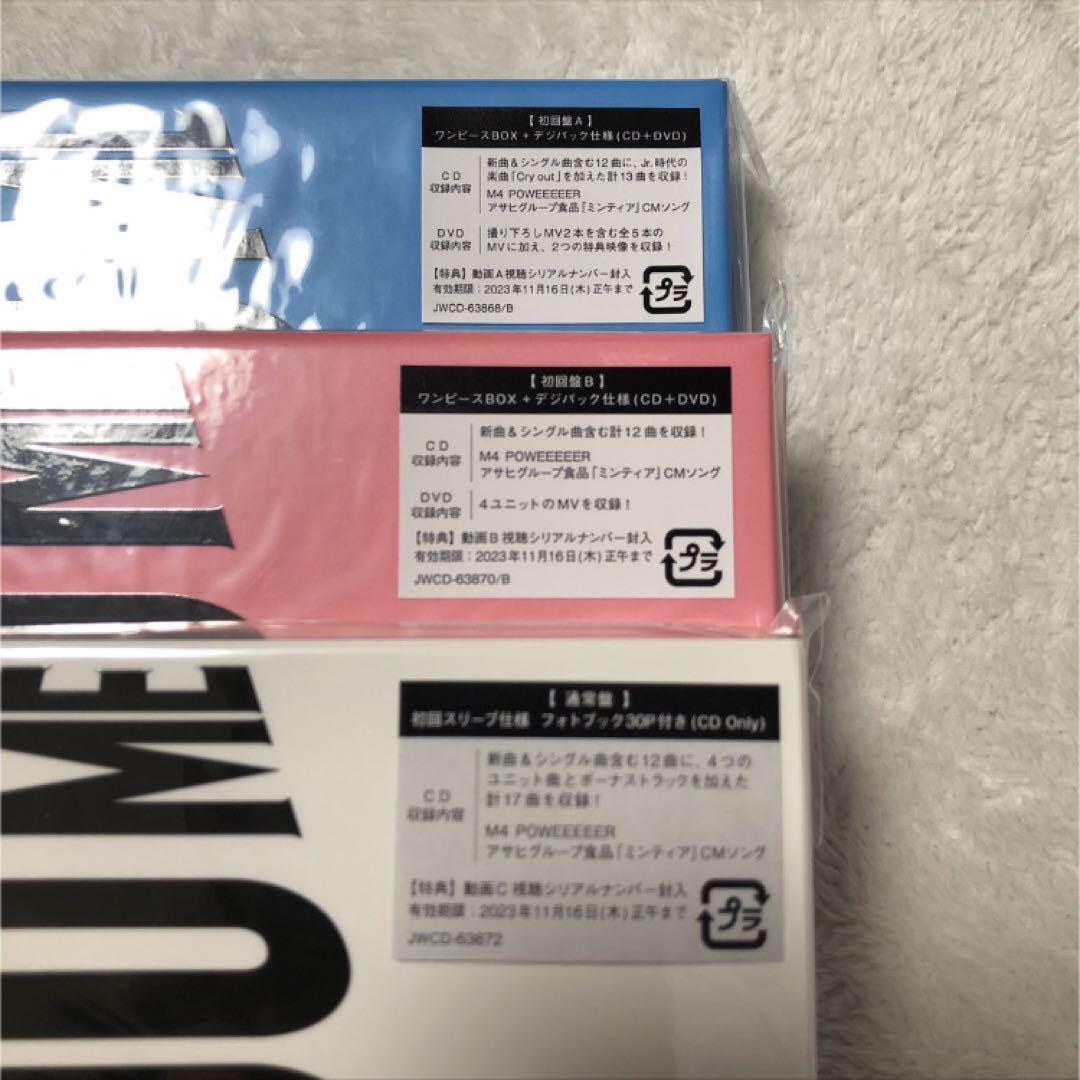 【 初回盤A 】
ワンピースBOX + デジパック仕様(CD+DVD)
CD
収録内容
新曲&シングル曲含む12曲に、Jr.時代の
楽曲「Cry out」を加えた計13曲を収録!
M4 POWEEEEER
アサヒグループ食品「ミンティア」CMソング
DVD
収録内容
撮り下ろしMV2本を含む全5本の
MVに加え、2つの特典映像を収録!
【特典】動画A視聴シリアルナンバー封入
有効期限:2023年11月16日(木)正午まで
JWCD-63868/B
プラ
【 初回盤B 】
ワンピースBOX + デジパック仕様(CD+DVD)
CD
収録内容
新曲&シングル曲含む計12曲を収録!
M4 POWEEEEER
アサヒグループ食品「ミンティア」CMソング
DVD
収録内容
4ユニットのMVを収録!
【特典】動画B視聴シリアルナンバー封入
有効期限:2023年11月16日(木)正午まで
JWCD-63870/B
プラ
【 通常盤 】
初回スリーブ仕様 フォトブック30P付き(CD Only)
CD
収録内容
新曲&シングル曲含む12曲に、4つの
ユニット曲とボーナストラックを加えた
計17曲を収録!
M4 POWEEEEER
アサヒグループ食品「ミンティア」CMソング
【特典】動画C視聴シリアルナンバー封入
有効期限:2023年11月16日(木)正午まで
JWCD-63872
プラ